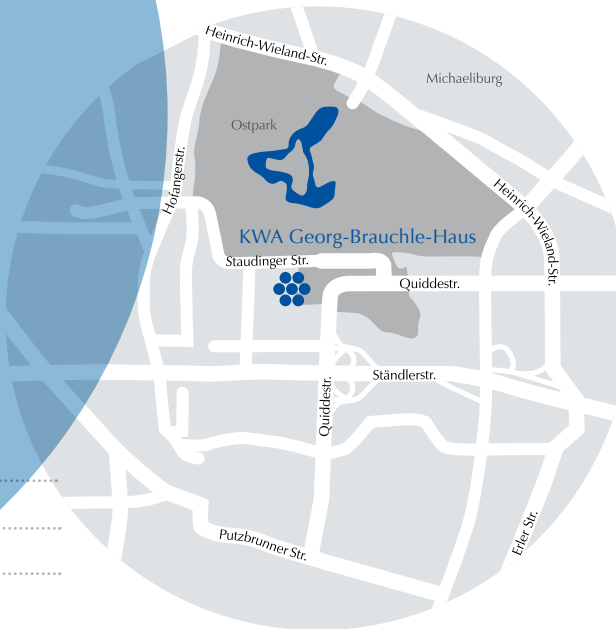 Heinrich-Wieland-Str.
Michaeliburg
Ostpark
Hofangerstr.
Heinrich-Wieland-Str.
KWA Georg-Brauchle-Haus
Staudinger Str.
Quiddestr.
Ständlerstr.
Quiddestr.
Erler Str.
Putzbrunner Str.